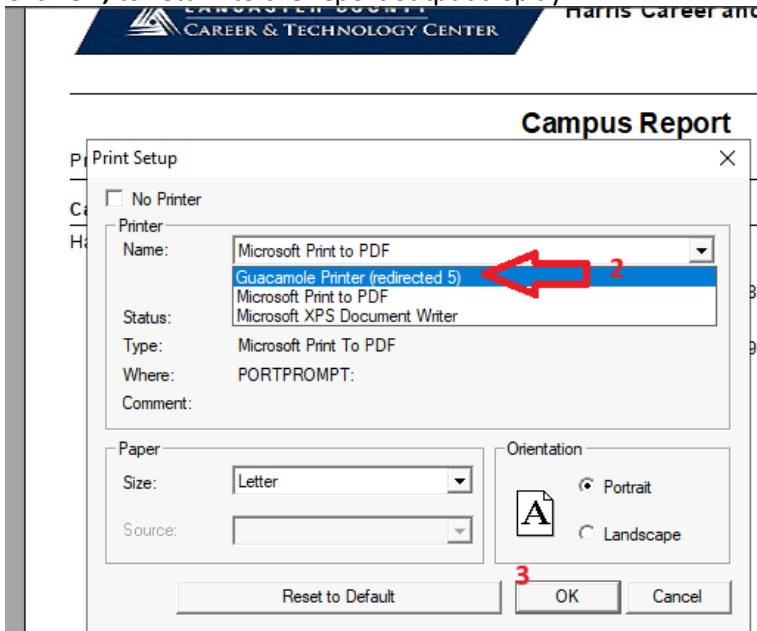 CAREER & TECHNOLOGY CENTER
Harris Career and
Campus Report
Print Setup
No Printer
Printer
Name:
Microsoft Print to PDF
Guacamole Printer (redirected 5)
2
Microsoft Print to PDF
Microsoft XPS Document Writer
Status:
Type:
Microsoft Print To PDF
Where:
PORTPROMPT:
Comment:
Paper
Size:
Letter
Source:
Orientation
A
Portrait
Landscape
3
Reset to Default
OK
Cancel